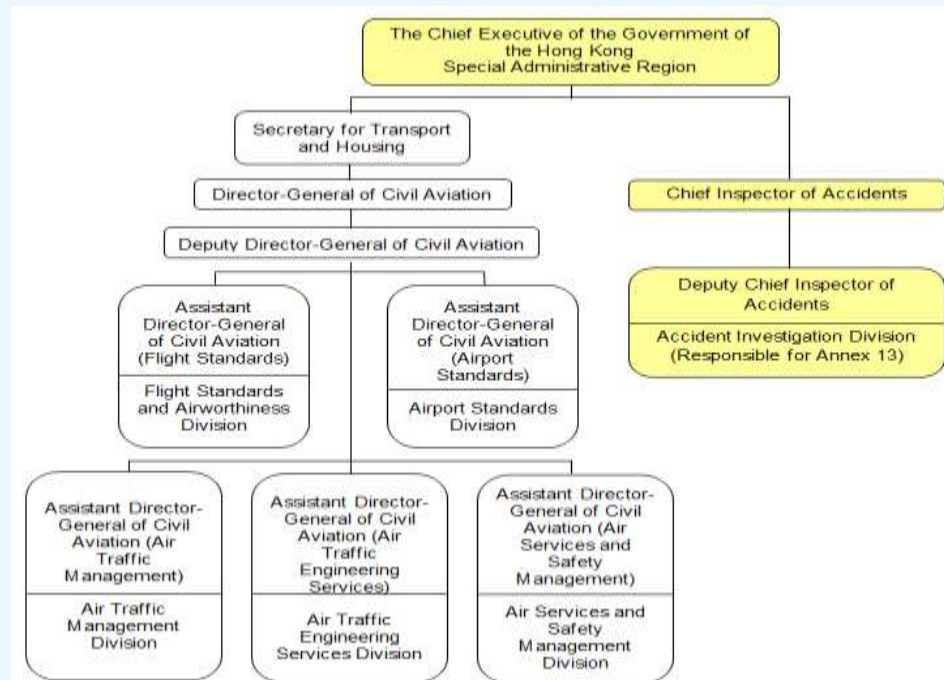 The Chief Executive of the Government of
the Hong Kong
Special Administrative Region
Secretary for Transport
and Housing
Director-General of Civil Aviation
Chief Inspector of Accidents
Deputy Director-General of Civil Aviation
Deputy Chief Inspector of
Accidents
Accident Investigation Division
(Responsible for Annex 13)
Assistant
Director-General
of Civil Aviation
(Flight Standards)
Flight Standards
and Airworthiness
Division
Assistant
Director-General
of Civil Aviation
(Airport
Standards)
Airport Standards
Division
Assistant Director-
General of Civil
Aviation (Air
Traffic
Management)
Air Traffic
Management
Division
Assistant Director-
General of Civil
Aviation (Air
Traffic
Engineering
Services)
Air Traffic
Engineering
Services Division
Assistant Director-
General of Civil
Aviation (Air
Services and
Safety
Management)
Air Services and
Safety
Management
Division